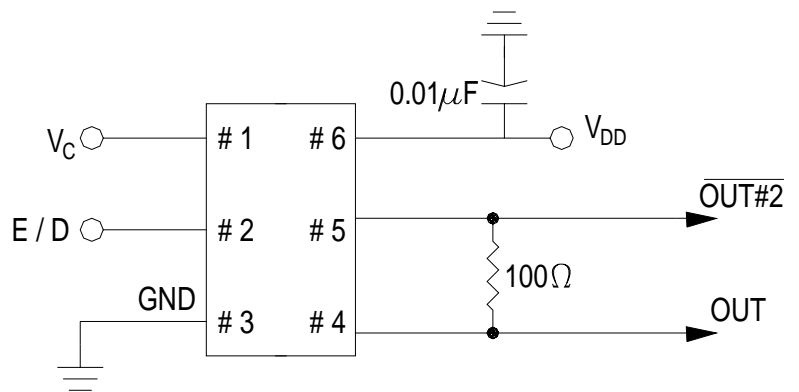 0.01µF
V_C
# 1
# 6
V_DD
E / D
# 2
# 5
OUT#2
100Ω
GND
# 3
# 4
OUT